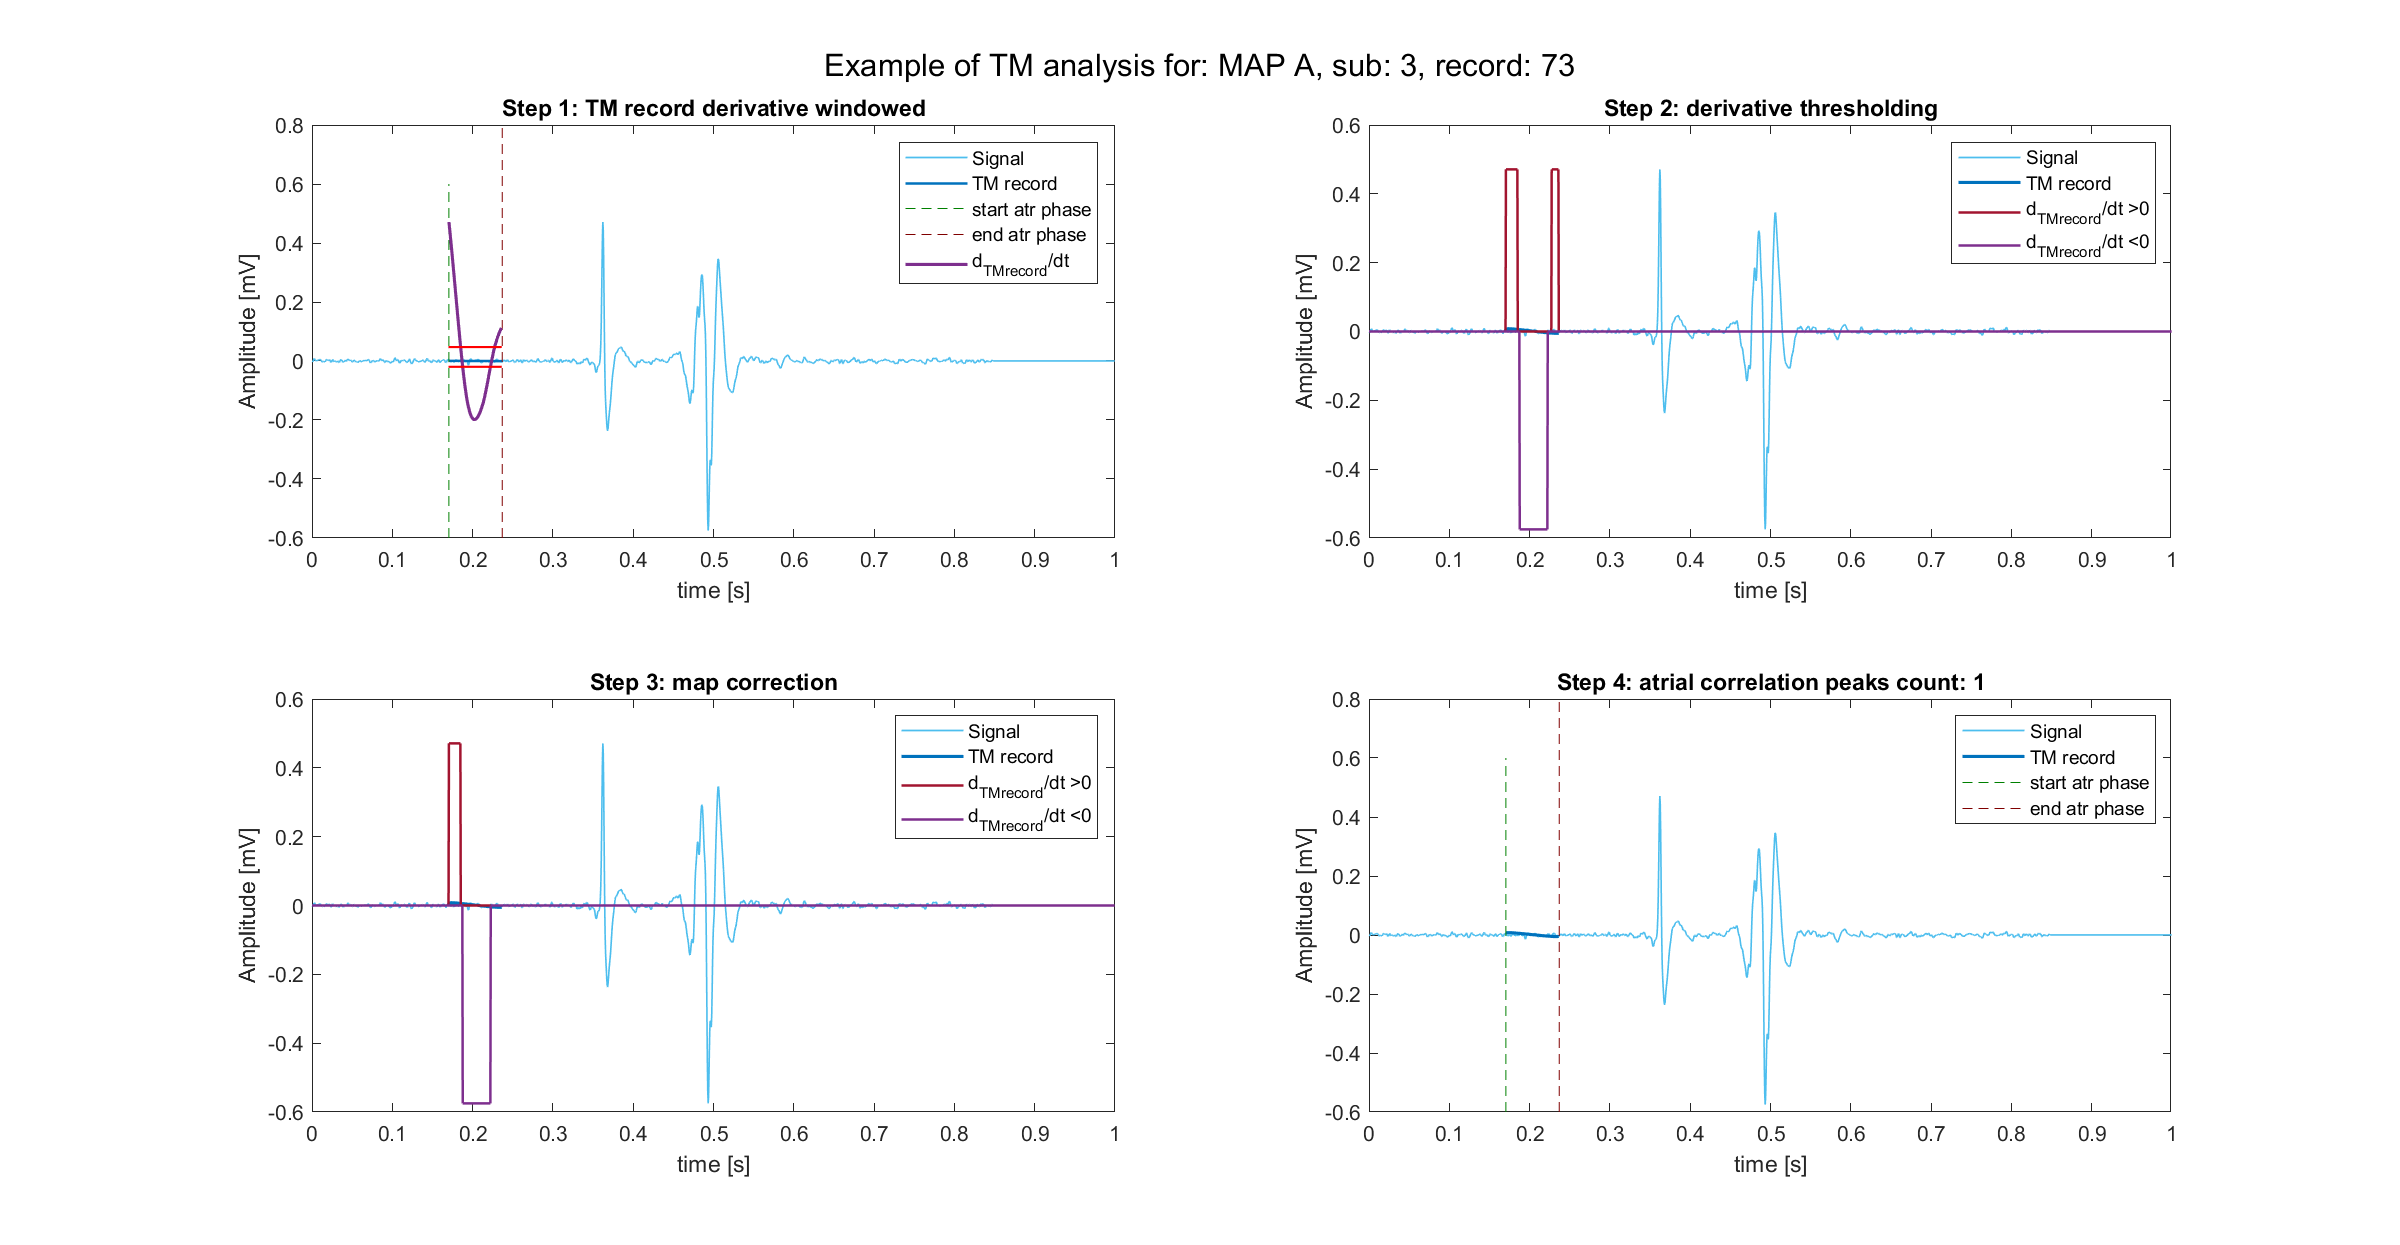 Example of TM analysis for: MAP A, sub: 3, record: 73
Step 1: TM record derivative windowed
0.8
0.6
0.4
0.2
0
-0.2
-0.4
-0.6
Amplitude [mV]
0 0.1 0.2 0.3 0.4 0.5 0.6 0.7 0.8 0.9 1
time [s]
Signal
TM record
start atr phase
end atr phase
dTMrecord/dt
Step 2: derivative thresholding
0.6
0.4
0.2
0
-0.2
-0.4
-0.6
Amplitude [mV]
0 0.1 0.2 0.3 0.4 0.5 0.6 0.7 0.8 0.9 1
time [s]
Signal
TM record
dTMrecord/dt >0
dTMrecord/dt <0
Step 3: map correction
0.6
0.4
0.2
0
-0.2
-0.4
-0.6
Amplitude [mV]
0 0.1 0.2 0.3 0.4 0.5 0.6 0.7 0.8 0.9 1
time [s]
Signal
TM record
dTMrecord/dt >0
dTMrecord/dt <0
Step 4: atrial correlation peaks count: 1
0.8
0.6
0.4
0.2
0
-0.2
-0.4
-0.6
Amplitude [mV]
0 0.1 0.2 0.3 0.4 0.5 0.6 0.7 0.8 0.9 1
time [s]
Signal
TM record
start atr phase
end atr phase